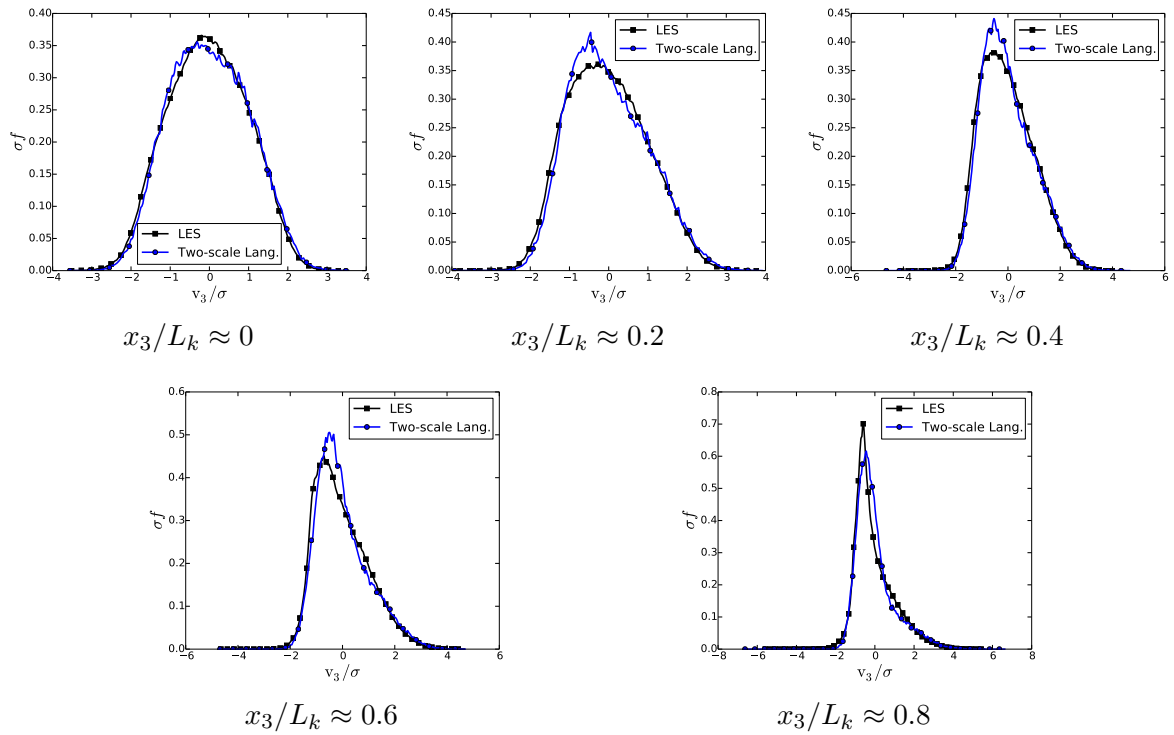 0.40
0.35
0.30
0.25
0.20
0.15
0.10
0.05
0.00
σf
LES
Two-scale Lang.
−4 −3 −2 −1 0 1 2 3 4
v₃/σ
x₃/Lₖ ≈ 0
0.45
0.40
0.35
0.30
0.25
0.20
0.15
0.10
0.05
0.00
σf
LES
Two-scale Lang.
−4 −3 −2 −1 0 1 2 3 4
v₃/σ
x₃/Lₖ ≈ 0.2
0.45
0.40
0.35
0.30
0.25
0.20
0.15
0.10
0.05
0.00
σf
LES
Two-scale Lang.
−6 −4 −2 0 2 4 6
v₃/σ
x₃/Lₖ ≈ 0.4
0.6
0.5
0.4
0.3
0.2
0.1
0.0
σf
LES
Two-scale Lang.
−6 −4 −2 0 2 4 6
v₃/σ
x₃/Lₖ ≈ 0.6
0.8
0.7
0.6
0.5
0.4
0.3
0.2
0.1
0.0
σf
LES
Two-scale Lang.
−8 −6 −4 −2 0 2 4 6 8
v₃/σ
x₃/Lₖ ≈ 0.8